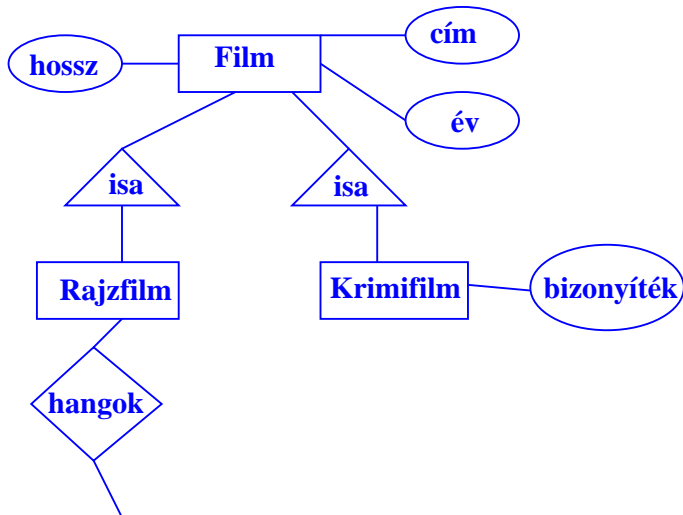 Film
cím
hossz
év
isa
isa
Rajzfilm
Krimifilm
bizonyíték
hangok